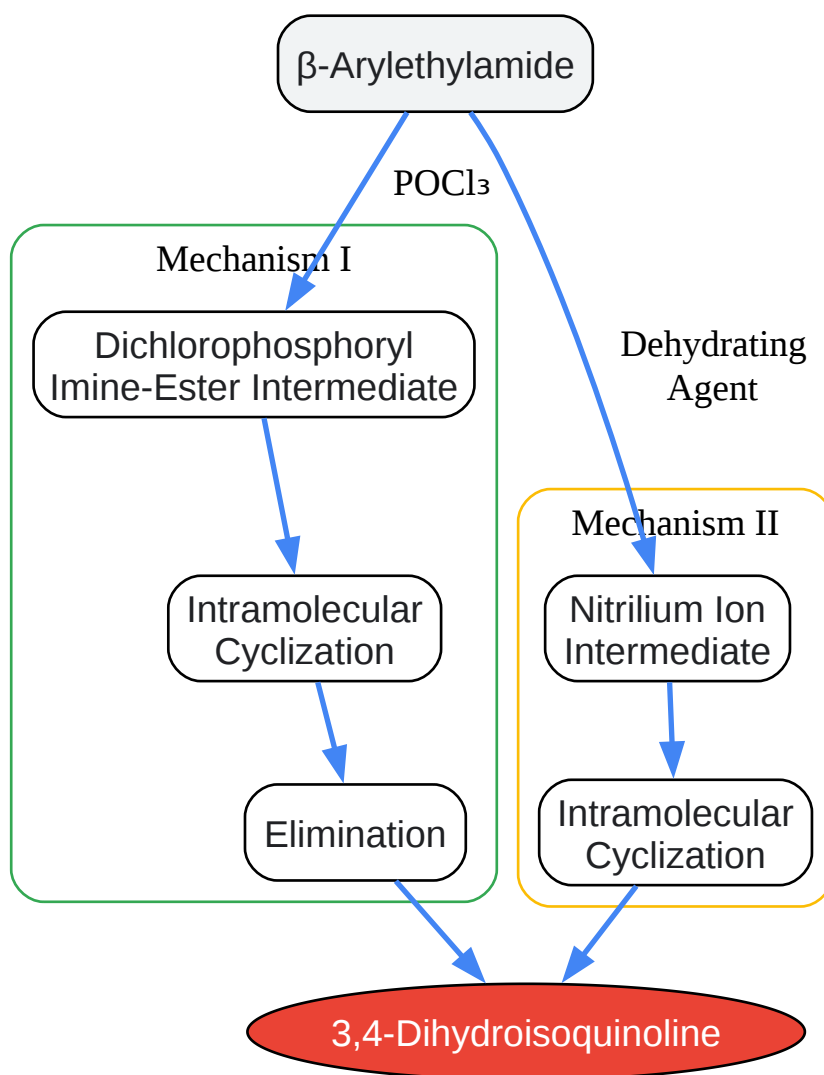 β-Arylethylamide
POCl₃
Mechanism I
Dichlorophosphoryl
Imine-Ester Intermediate
Dehydrating
Agent
Mechanism II
Intramolecular
Cyclization
Nitrilium Ion
Intermediate
Elimination
Intramolecular
Cyclization
3,4-Dihydroisoquinoline